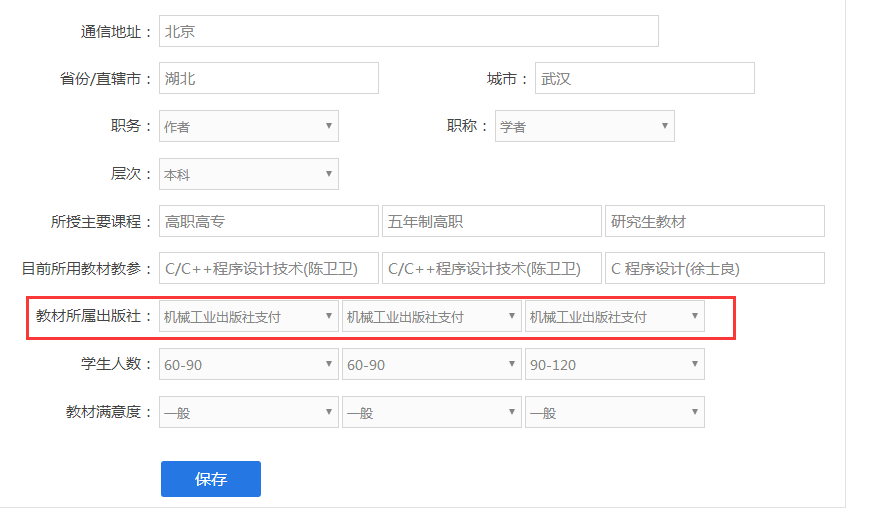 通信地址： 北京
省份/直辖市： 湖北 城市： 武汉
职务： 作者 职称： 学者
层次： 本科
所授主要课程： 高职高专 五年制高职 研究生教材
目前所用教材教参： C/C++程序设计技术(陈卫卫) C/C++程序设计技术(陈卫卫) C 程序设计(徐士良)
教材所属出版社： 机械工业出版社支付 机械工业出版社支付 机械工业出版社支付
学生人数： 60-90 60-90 90-120
教材满意度： 一般 一般 一般
保存